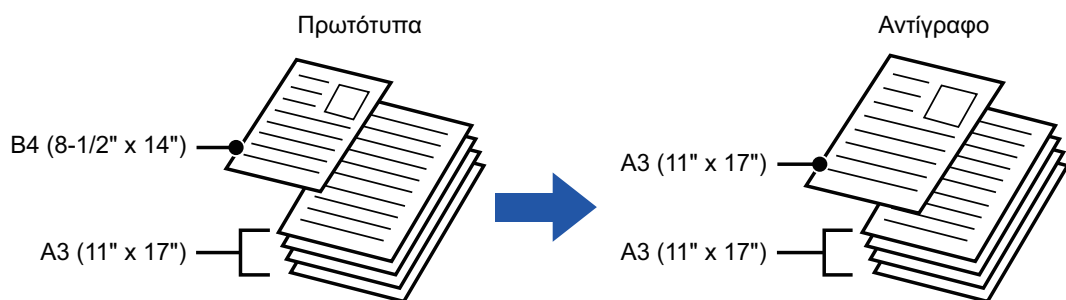 Πρωτότυπα
B4 (8-1/2" x 14")
A3 (11" x 17")
Αντίγραφο
A3 (11" x 17")
A3 (11" x 17")